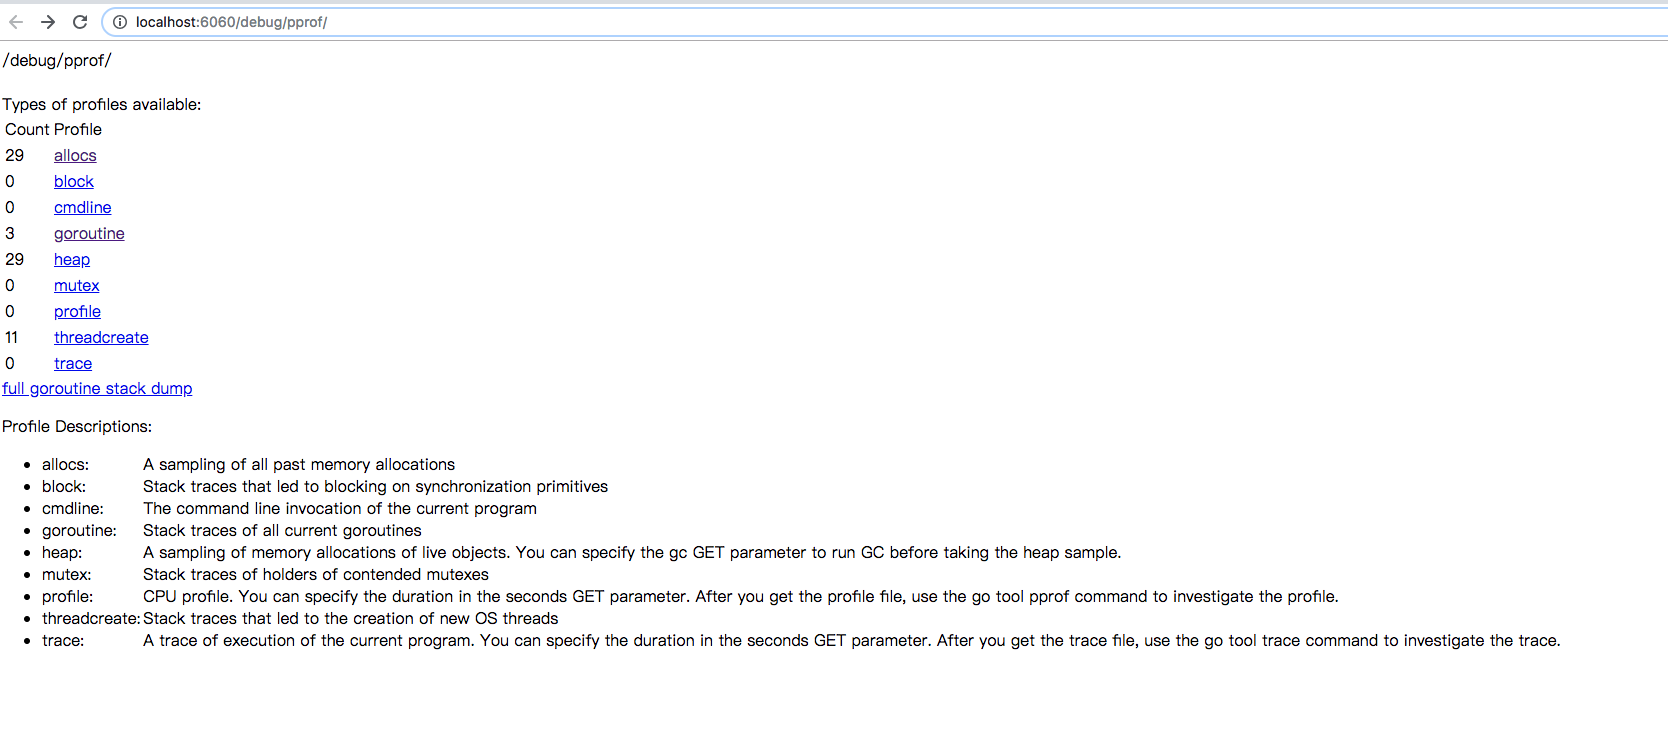 localhost:6060/debug/pprof/
/debug/pprof/
Types of profiles available:
Count Profile
29 allocs
0 block
0 cmdline
3 goroutine
29 heap
0 mutex
0 profile
11 threadcreate
0 trace
full goroutine stack dump
Profile Descriptions:
• allocs: A sampling of all past memory allocations
• block: Stack traces that led to blocking on synchronization primitives
• cmdline: The command line invocation of the current program
• goroutine: Stack traces of all current goroutines
• heap: A sampling of memory allocations of live objects. You can specify the gc GET parameter to run GC before taking the heap sample.
• mutex: Stack traces of holders of contended mutexes
• profile: CPU profile. You can specify the duration in the seconds GET parameter. After you get the profile file, use the go tool pprof command to investigate the profile.
• threadcreate: Stack traces that led to the creation of new OS threads
• trace: A trace of execution of the current program. You can specify the duration in the seconds GET parameter. After you get the trace file, use the go tool trace command to investigate the trace.